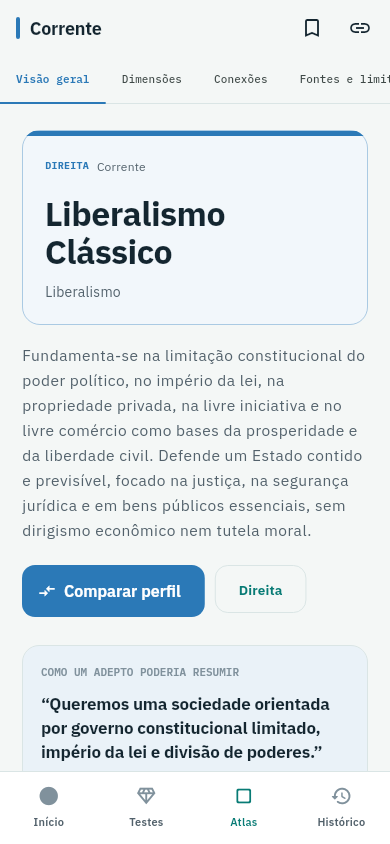 Corrente
Visão geral Dimensões Conexões Fontes e limit
DIREITA Corrente
Liberalismo
Clássico
Liberalismo
Fundamenta-se na limitação constitucional do
poder político, no império da lei, na
propriedade privada, na livre iniciativa e no
livre comércio como bases da prosperidade e
da liberdade civil. Defende um Estado contido
e previsível, focado na justiça, na segurança
jurídica e em bens públicos essenciais, sem
dirigismo econômico nem tutela moral.
Comparar perfil Direita
COMO UM ADEPTO PODERIA RESUMIR
“Queremos uma sociedade orientada
por governo constitucional limitado,
império da lei e divisão de poderes.”
Início Testes Atlas Histórico